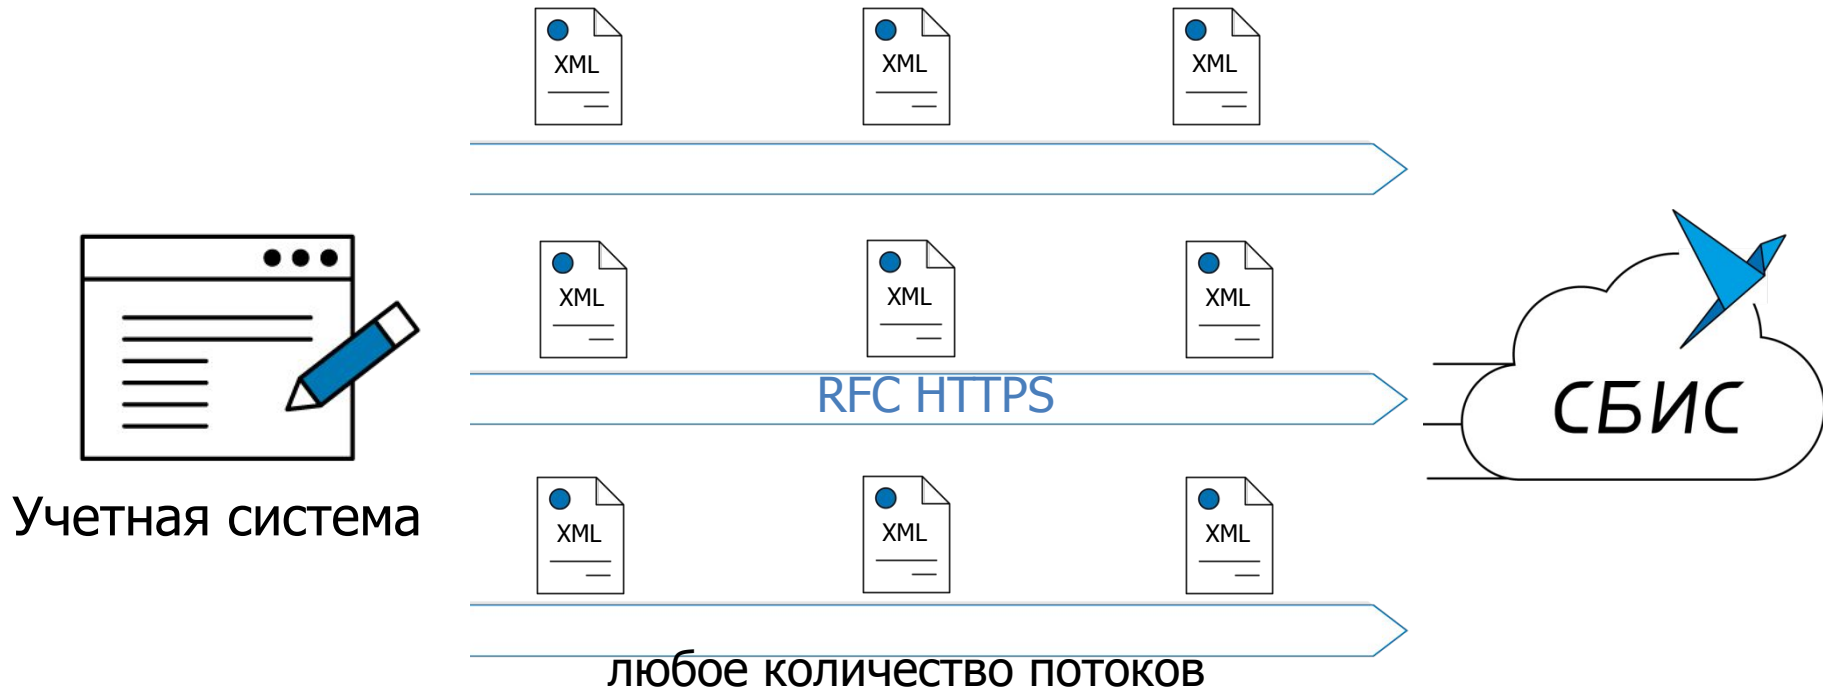 XML XML XML
XML XML XML
RFC HTTPS
СБИС
Учетная система
XML XML XML
любое количество потоков